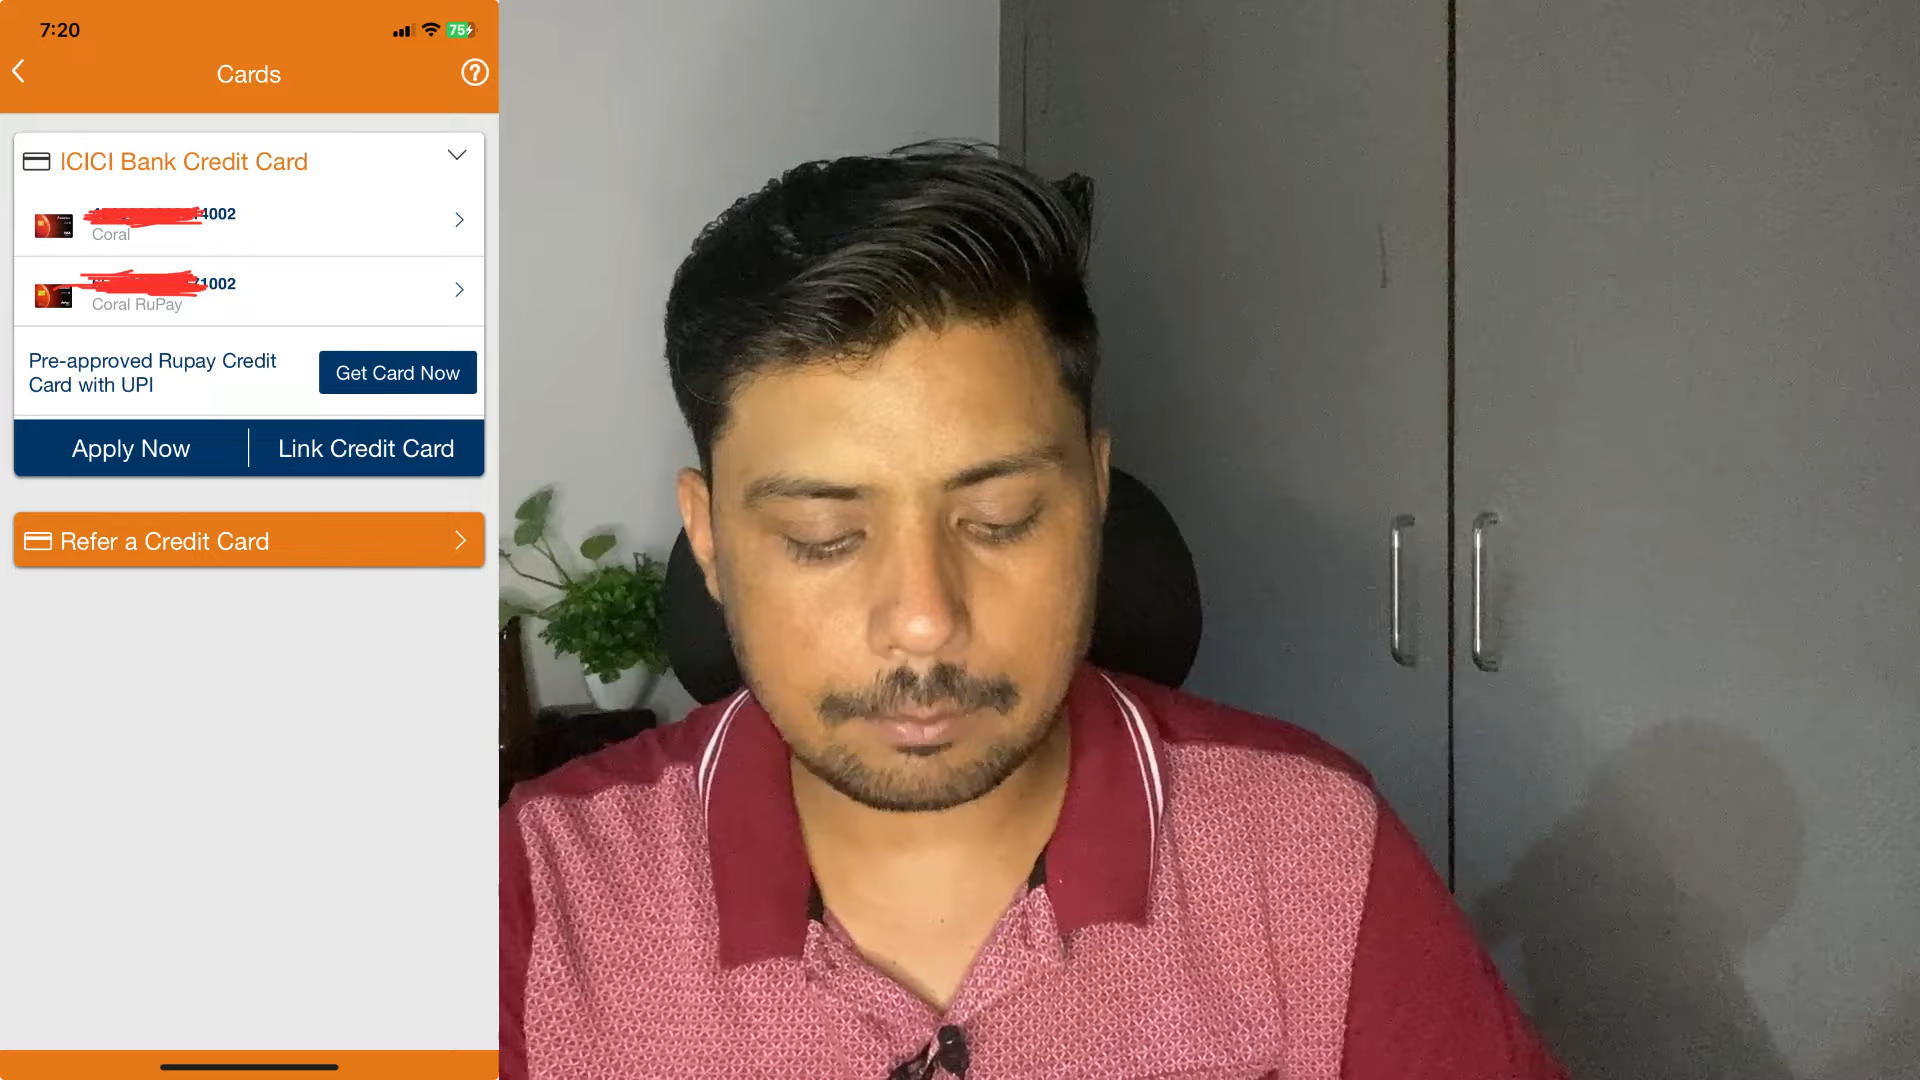 7:20
75
Cards
?
ICICI Bank Credit Card
4002
Coral
1002
Coral RuPay
Pre-approved Rupay Credit
Card with UPI
Get Card Now
Apply Now
Link Credit Card
Refer a Credit Card